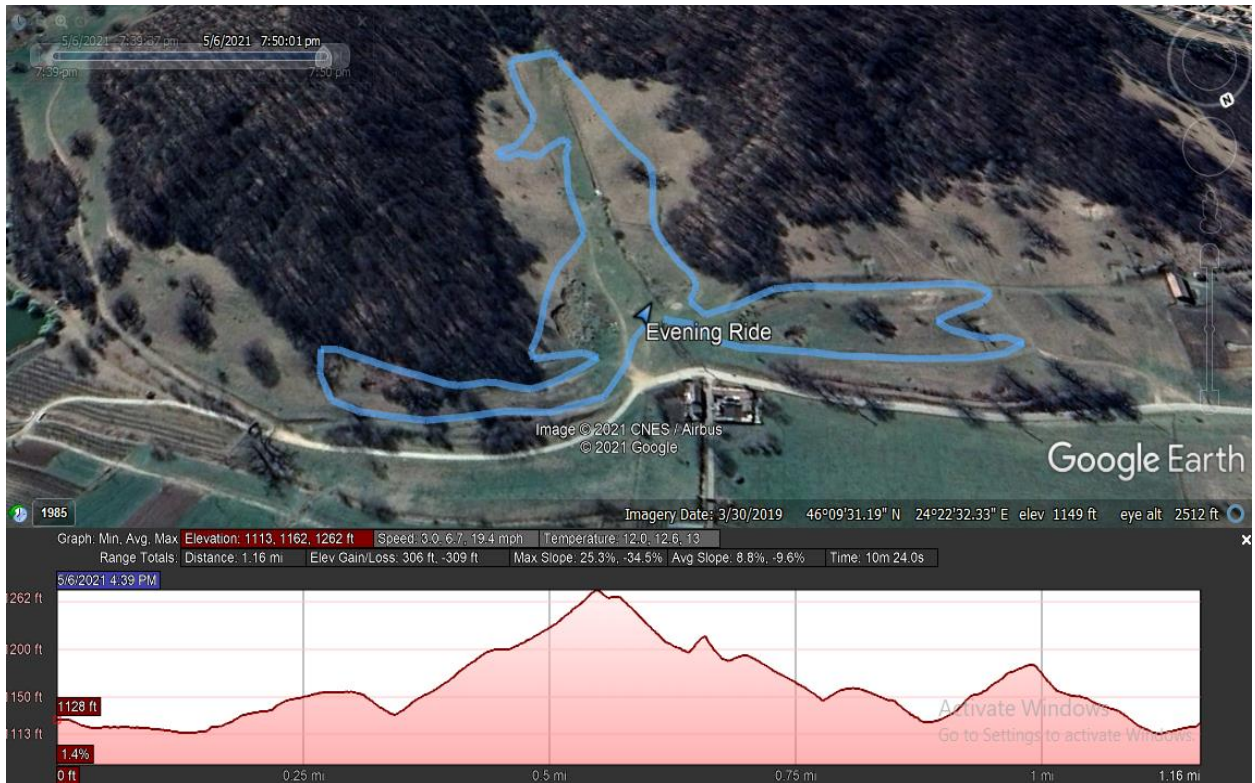 5/6/2021 7:39:37 pm 5/6/2021 7:50:01 pm
7:39 pm 7:50 pm
N
Evening Ride
Image © 2021 CNES / Airbus
© 2021 Google
Google Earth
1985 Imagery Date: 3/30/2019 46°09'31.19" N 24°22'32.33" E elev 1149 ft eye alt 2512 ft
Graph: Min, Avg, Max Elevation: 1113, 1162, 1262 ft Speed: 3.0, 6.7, 19.4 mph Temperature: 12.0, 12.6, 13
Range Totals: Distance: 1.16 mi Elev Gain/Loss: 306 ft, -309 ft Max Slope: 25.3%, -34.5% Avg Slope: 8.8%, -9.6% Time: 10m 24.0s
5/6/2021 4:39 PM
1262 ft
1200 ft
1150 ft
1128 ft
1113 ft
1.4%
Activate Windows
Go to Settings to activate Windows.
0 ft 0.25 mi 0.5 mi 0.75 mi 1 mi 1.16 mi